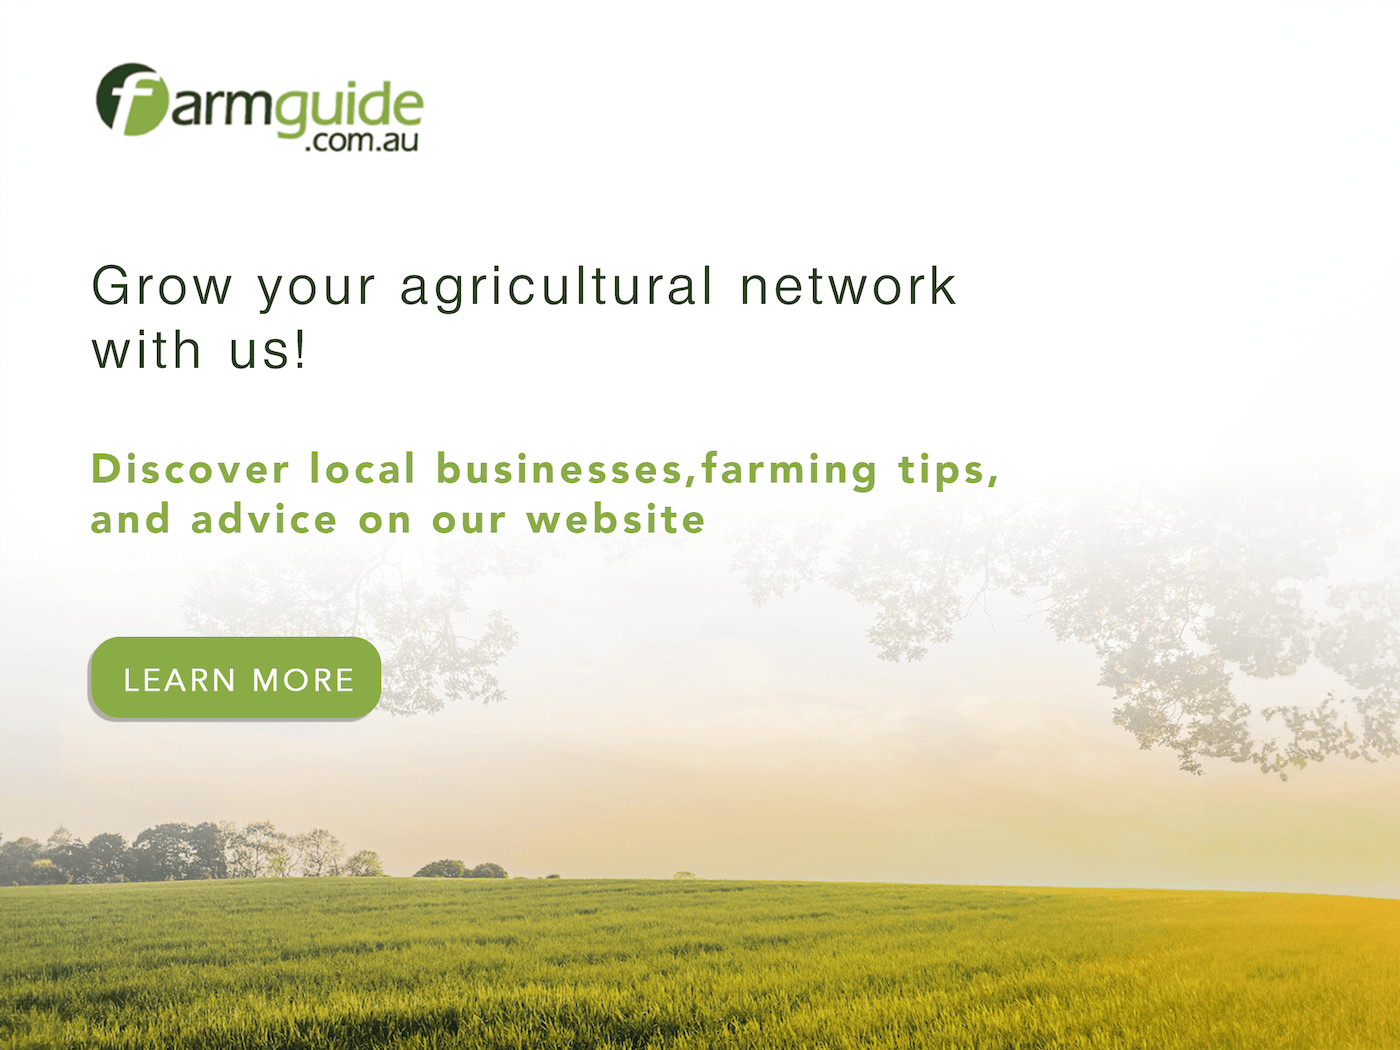 farmguide
.com.au
Grow your agricultural network
with us!
Discover local businesses,farming tips,
and advice on our website
LEARN MORE